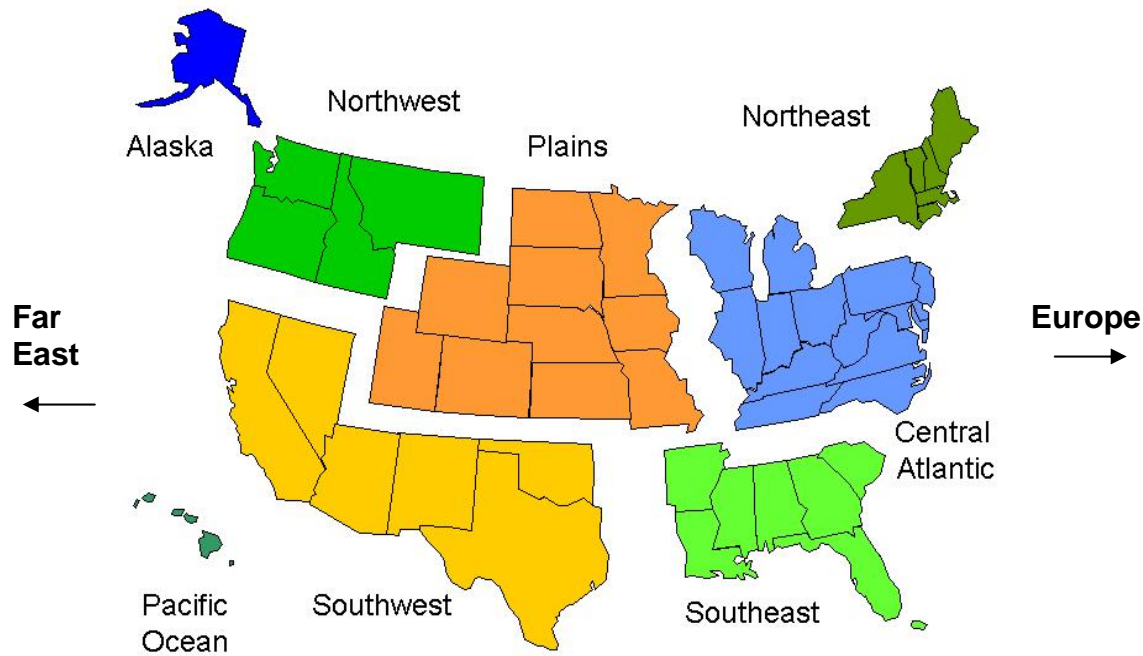 Northwest
Northeast
Alaska
Plains
Far
East
Europe
Central
Atlantic
Pacific
Ocean
Southwest
Southeast